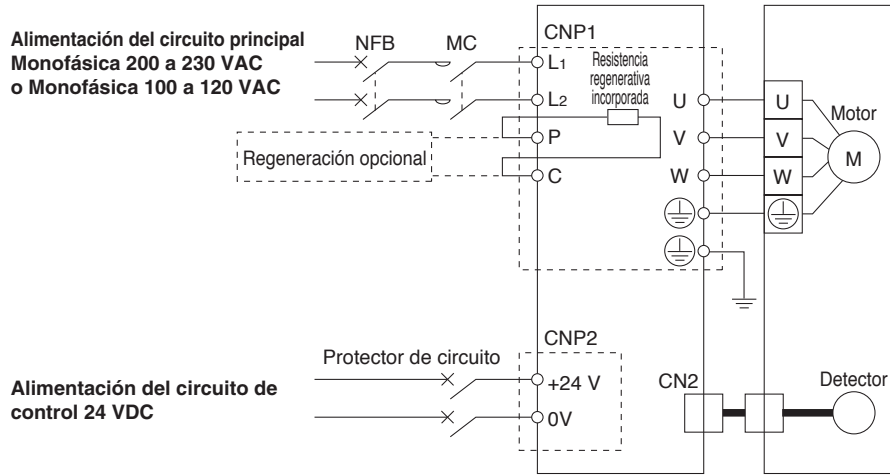 Alimentación del circuito principal
Monofásica 200 a 230 VAC
o Monofásica 100 a 120 VAC
NFB
MC
CNP1
L1
L2
P
C
Resistencia
regenerativa
incorporada
Regeneración opcional
U
V
W
U
V
W
Motor
M
CNP2
Protector de circuito
+24 V
0V
Alimentación del circuito de
control 24 VDC
CN2
Detector